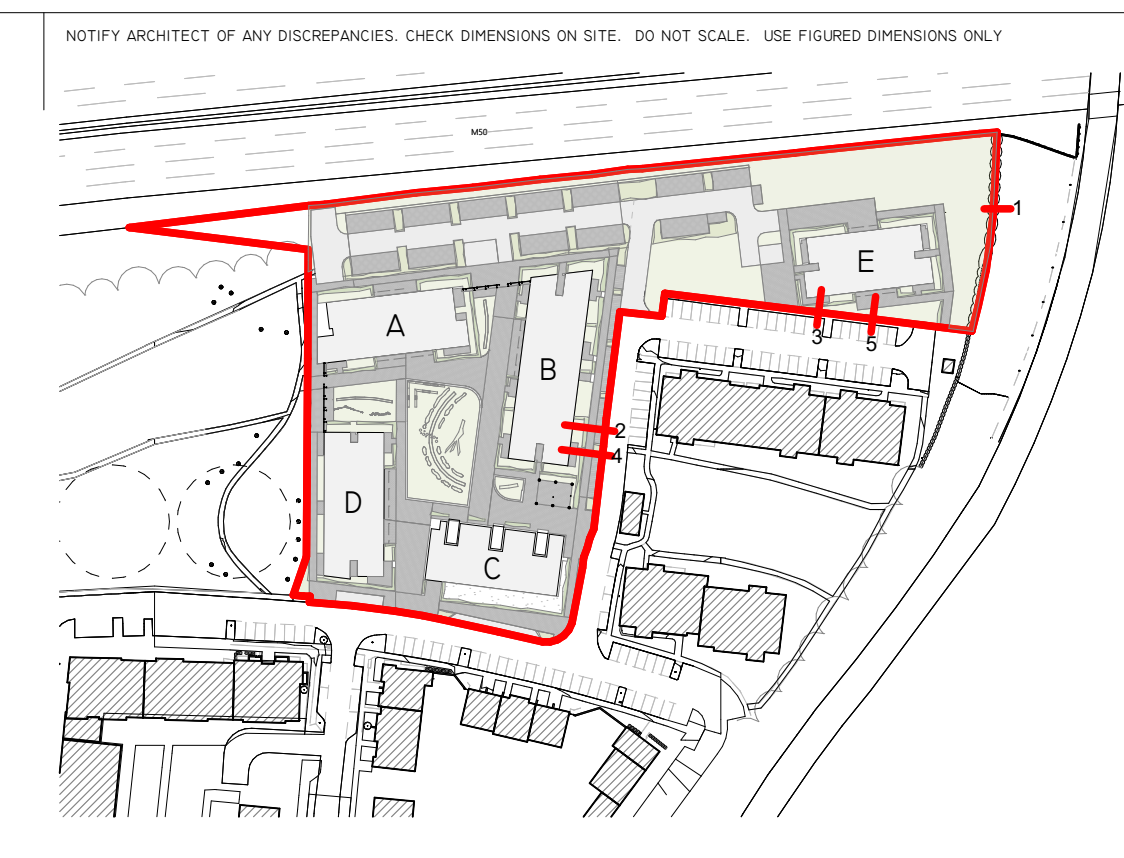 NOTIFY ARCHITECT OF ANY DISCREPANCIES. CHECK DIMENSIONS ON SITE. DO NOT SCALE. USE FIGURED DIMENSIONS ONLY
M50
1
E
A
3
5
B
2
4
D
C